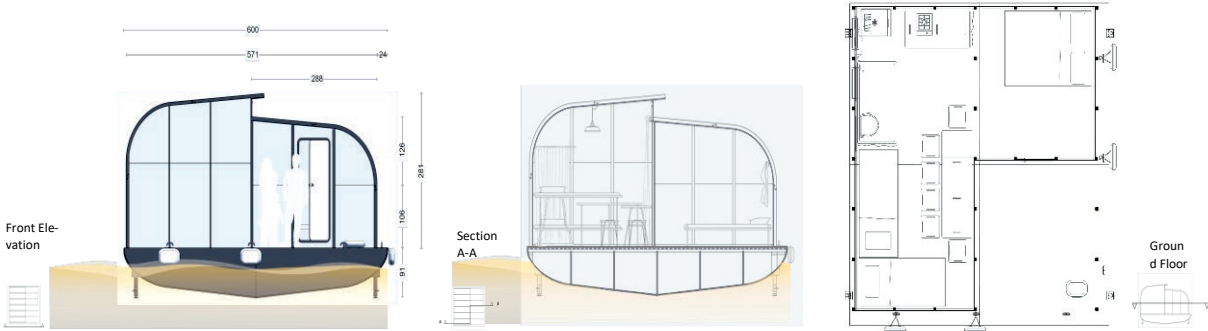 600
571
24
288
126
281
106
91
Front Ele-
vation
Section
A-A
Groun
d Floor